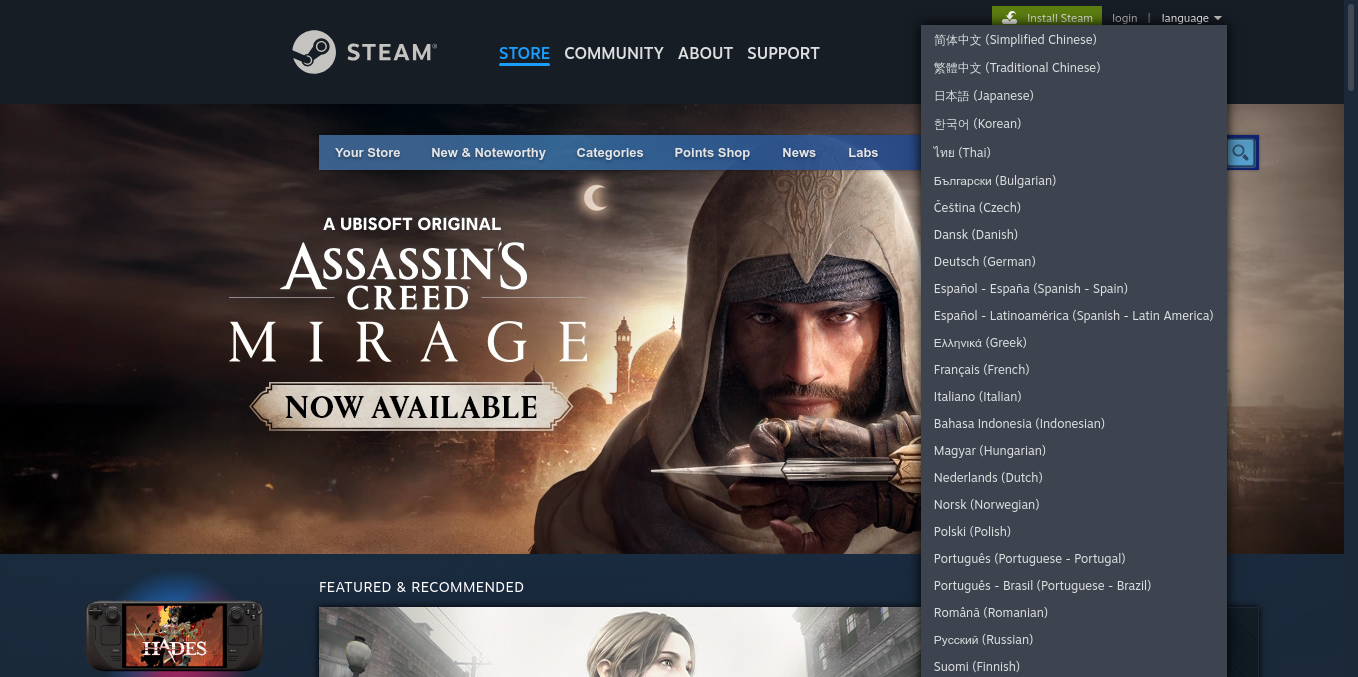 Install Steam
login | language
STEAM®
STORE COMMUNITY ABOUT SUPPORT
Your Store New & Noteworthy Categories Points Shop News Labs
A UBISOFT ORIGINAL
ASSASSIN'S
CREED
MIRAGE
NOW AVAILABLE
简体中文 (Simplified Chinese)
繁體中文 (Traditional Chinese)
日本語 (Japanese)
한국어 (Korean)
ไทย (Thai)
Български (Bulgarian)
Čeština (Czech)
Dansk (Danish)
Deutsch (German)
Español - España (Spanish - Spain)
Español - Latinoamérica (Spanish - Latin America)
Ελληνικά (Greek)
Français (French)
Italiano (Italian)
Bahasa Indonesia (Indonesian)
Magyar (Hungarian)
Nederlands (Dutch)
Norsk (Norwegian)
Polski (Polish)
Português (Portuguese - Portugal)
Português - Brasil (Portuguese - Brazil)
Română (Romanian)
Русский (Russian)
Suomi (Finnish)
FEATURED & RECOMMENDED
HADES